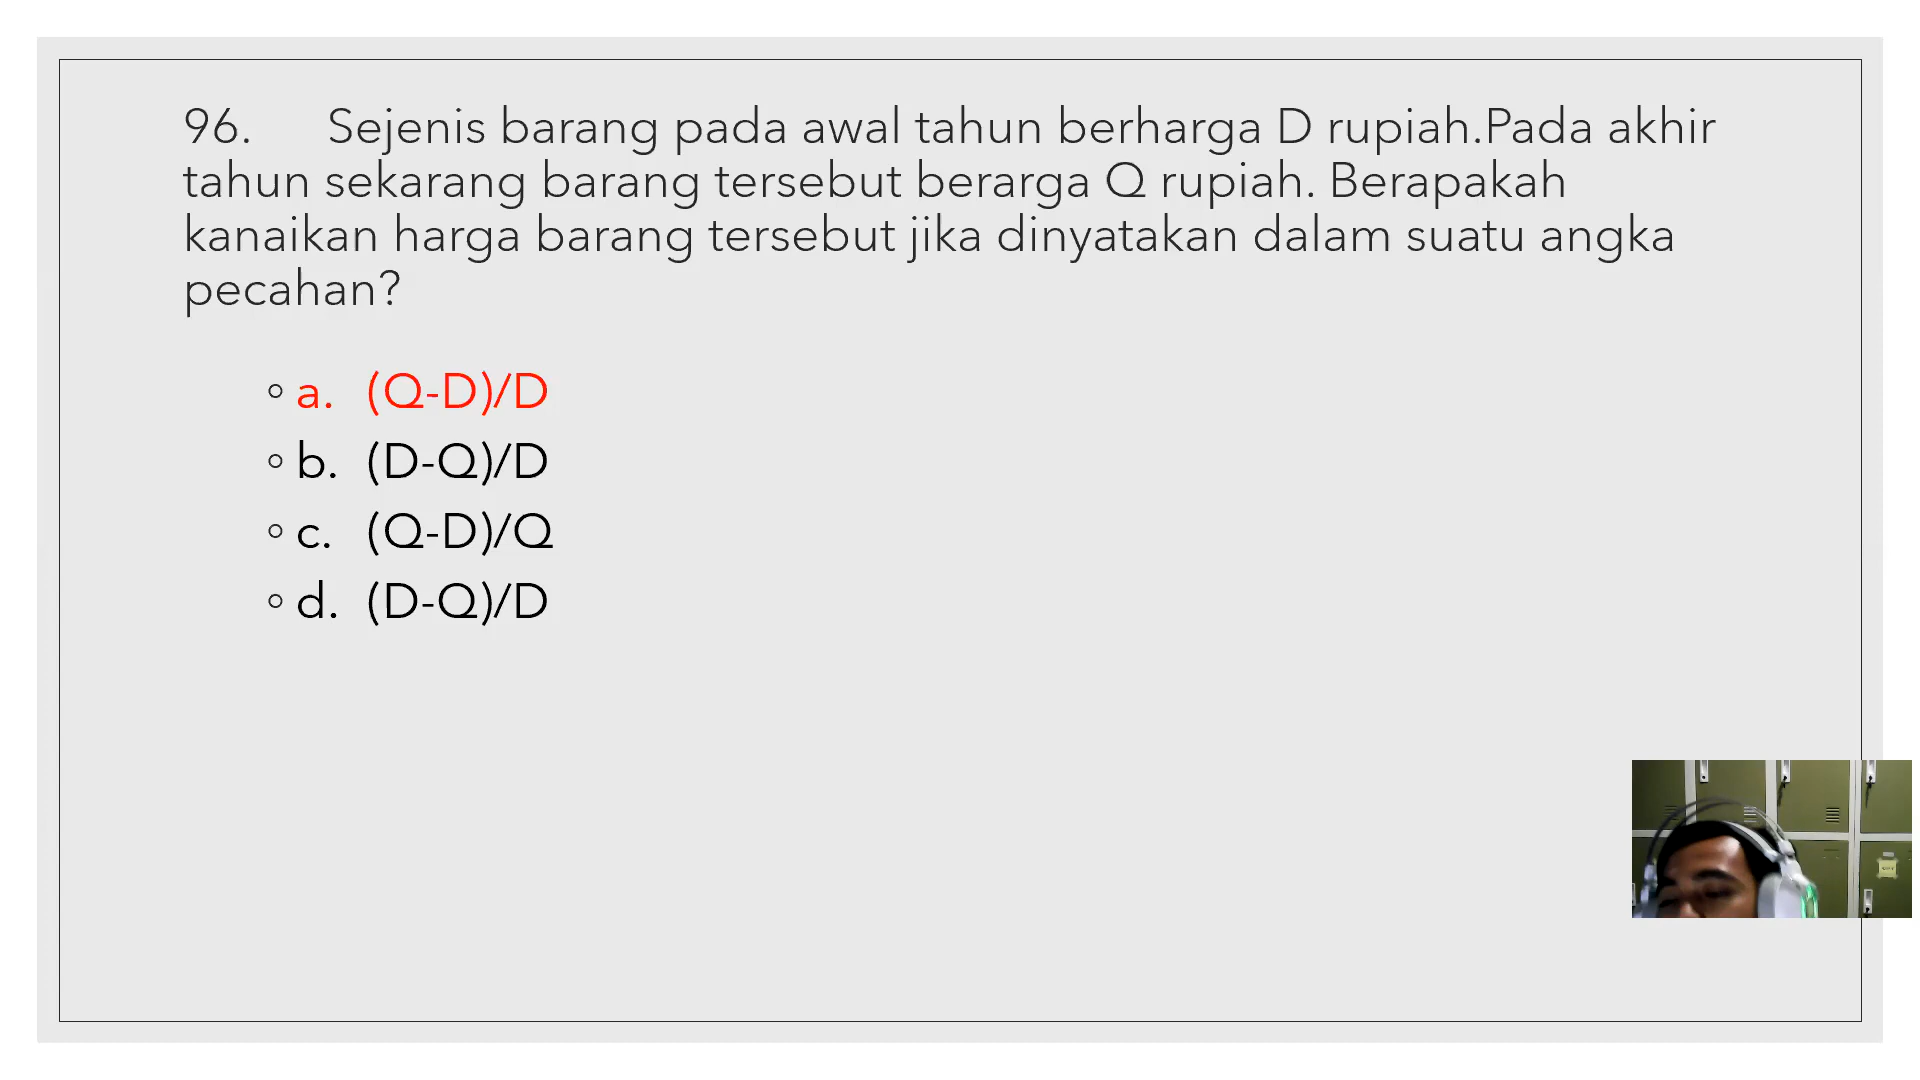 96. Sejenis barang pada awal tahun berharga D rupiah.Pada akhir
tahun sekarang barang tersebut berarga Q rupiah. Berapakah
kanaikan harga barang tersebut jika dinyatakan dalam suatu angka
pecahan?
a. (Q-D)/D
b. (D-Q)/D
c. (Q-D)/Q
d. (D-Q)/D